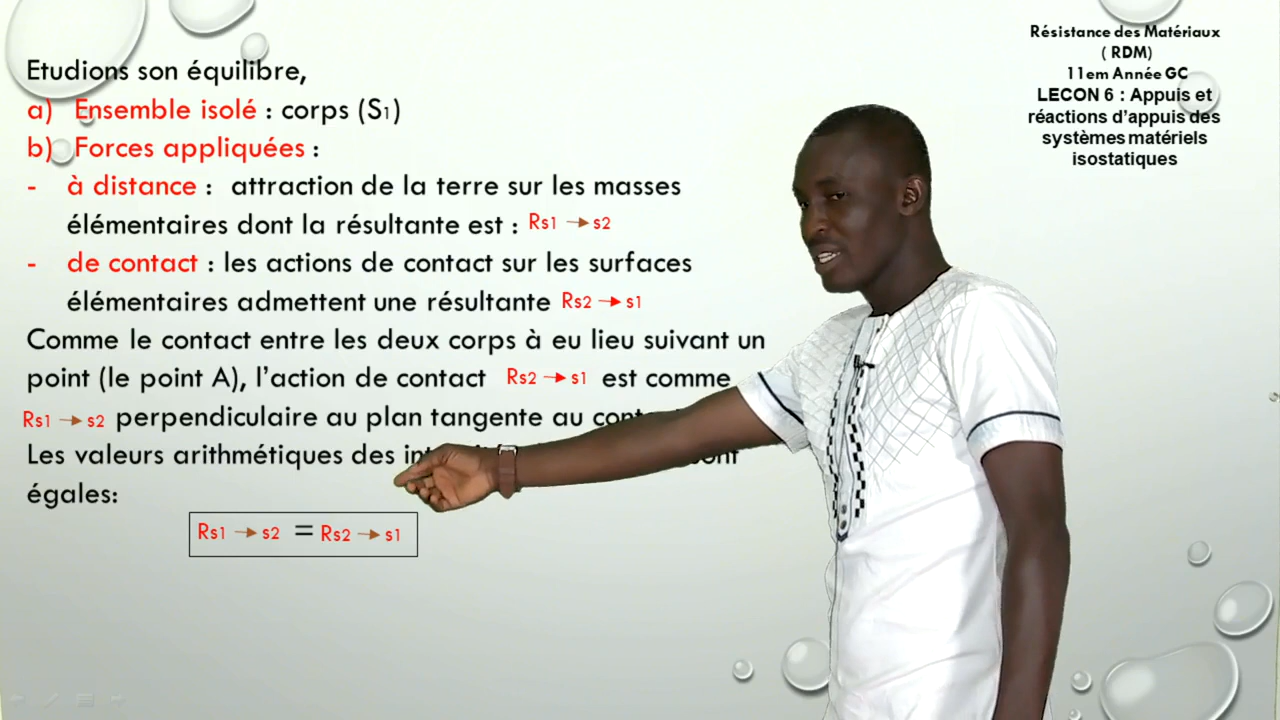 Etudions son équilibre,
a) Ensemble isolé : corps (S1)
b) Forces appliquées :
- à distance : attraction de la terre sur les masses
élémentaires dont la résultante est : Rs1 → s2
- de contact : les actions de contact sur les surfaces
élémentaires admettent une résultante Rs2 → s1
Comme le contact entre les deux corps à eu lieu suivant un
point (le point A), l'action de contact Rs2 → s1 est comme
Rs1 → s2 perpendiculaire au plan tangente au
Les valeurs arithmétiques des sont
égales:
Rs1 → s2 = Rs2 → s1
Résistance des Matériaux
( RDM)
11em Année GC
LECON 6 : Appuis et
réactions d'appuis des
systèmes matériels
isostatiques